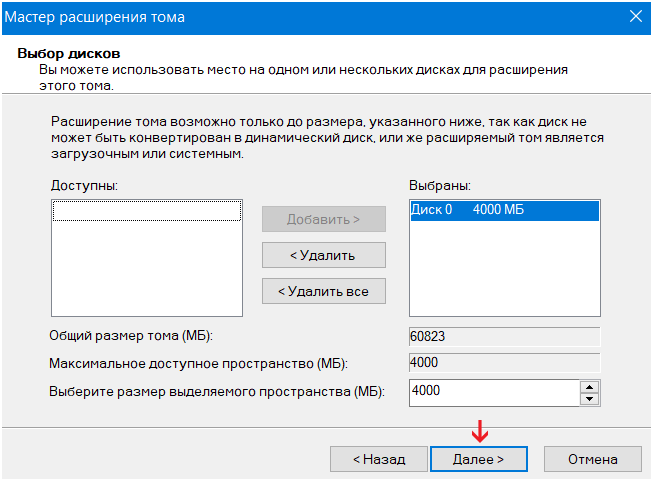 Мастер расширения тома
Выбор дисков
Вы можете использовать место на одном или нескольких дисках для расширения
этого тома.
Расширение тома возможно только до размера, указанного ниже, так как диск не
может быть конвертирован в динамический диск, или же расширяемый том является
загрузочным или системным.
Доступны:
Выбраны:
Добавить >
Диск 0 4000 МБ
< Удалить
< Удалить все
Общий размер тома (МБ): 60823
Максимальное доступное пространство (МБ): 4000
Выберите размер выделяемого пространства (МБ): 4000
< Назад
Далее >
Отмена